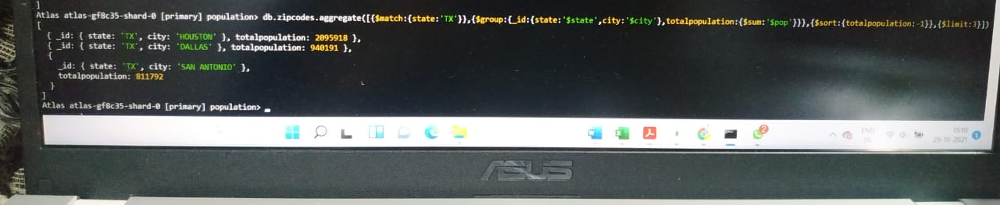 ]
Atlas atlas-gf8c35-shard-0 [primary] population> db.zipcodes.aggregate([{$match:{state:'TX'}},{$group:{_id:{state:'$state',city:'$city'},totalpopulation:{$sum:'$pop'}}},{$sort:{totalpopulation:-1}},{$limit:3}])
[
{ _id: { state: 'TX', city: 'HOUSTON' }, totalpopulation: 2095918 },
{ _id: { state: 'TX', city: 'DALLAS' }, totalpopulation: 940191 },
{
_id: { state: 'TX', city: 'SAN ANTONIO' },
totalpopulation: 811792
}
]
Atlas atlas-gf8c35-shard-0 [primary] population>
2
ENG
IN
15:10
29-10-2021
1
ASUS